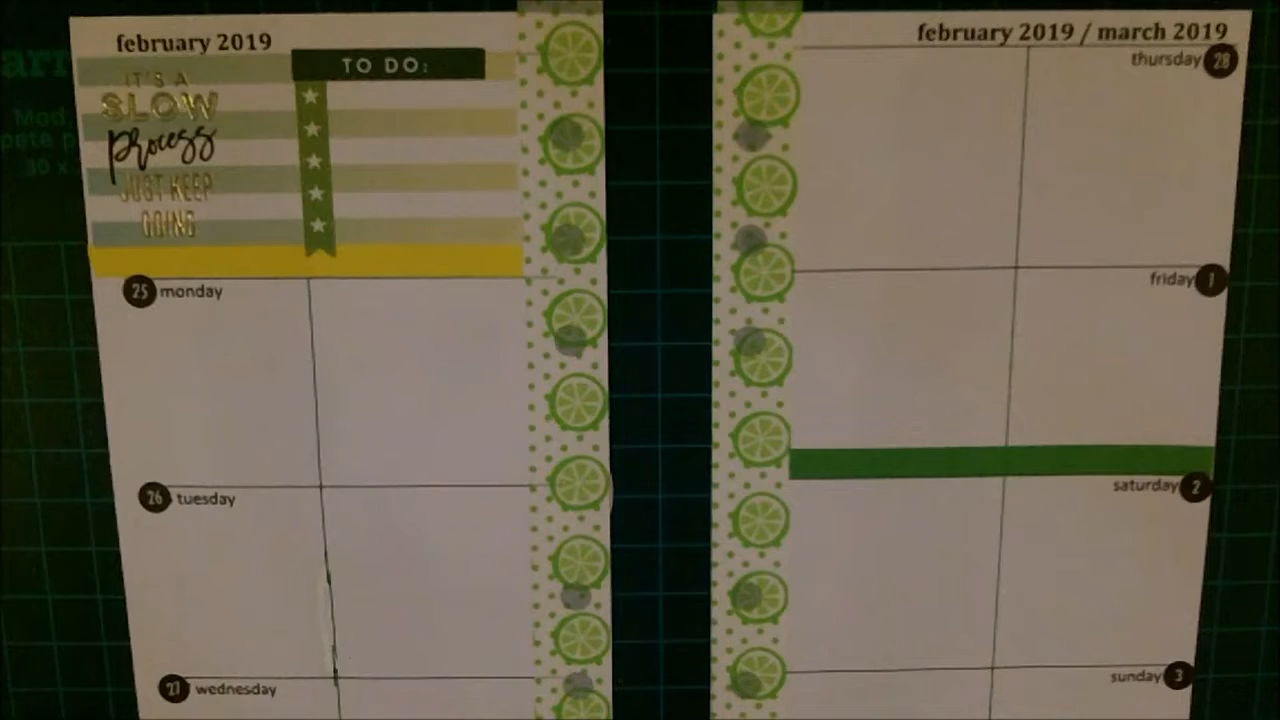 february 2019
TO DO:
IT'S A
SLOW
process
JUST KEEP
GOING
25 monday
26 tuesday
27 wednesday
february 2019 / march 2019
thursday 28
friday 1
saturday 2
sunday 3